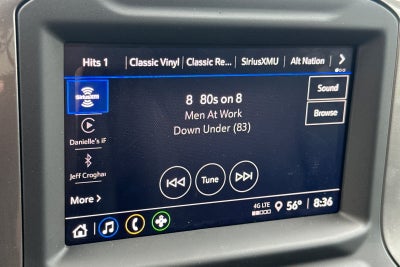 Hits 1 Classic Vinyl Classic Re... SiriusXMU Alt Nation
SiriusXM
8 80s on 8
Men At Work
Down Under (83)
Sound
Browse
Danielle's iP
Jeff Croghan
Tune
More
4G LTE 56° 8:36